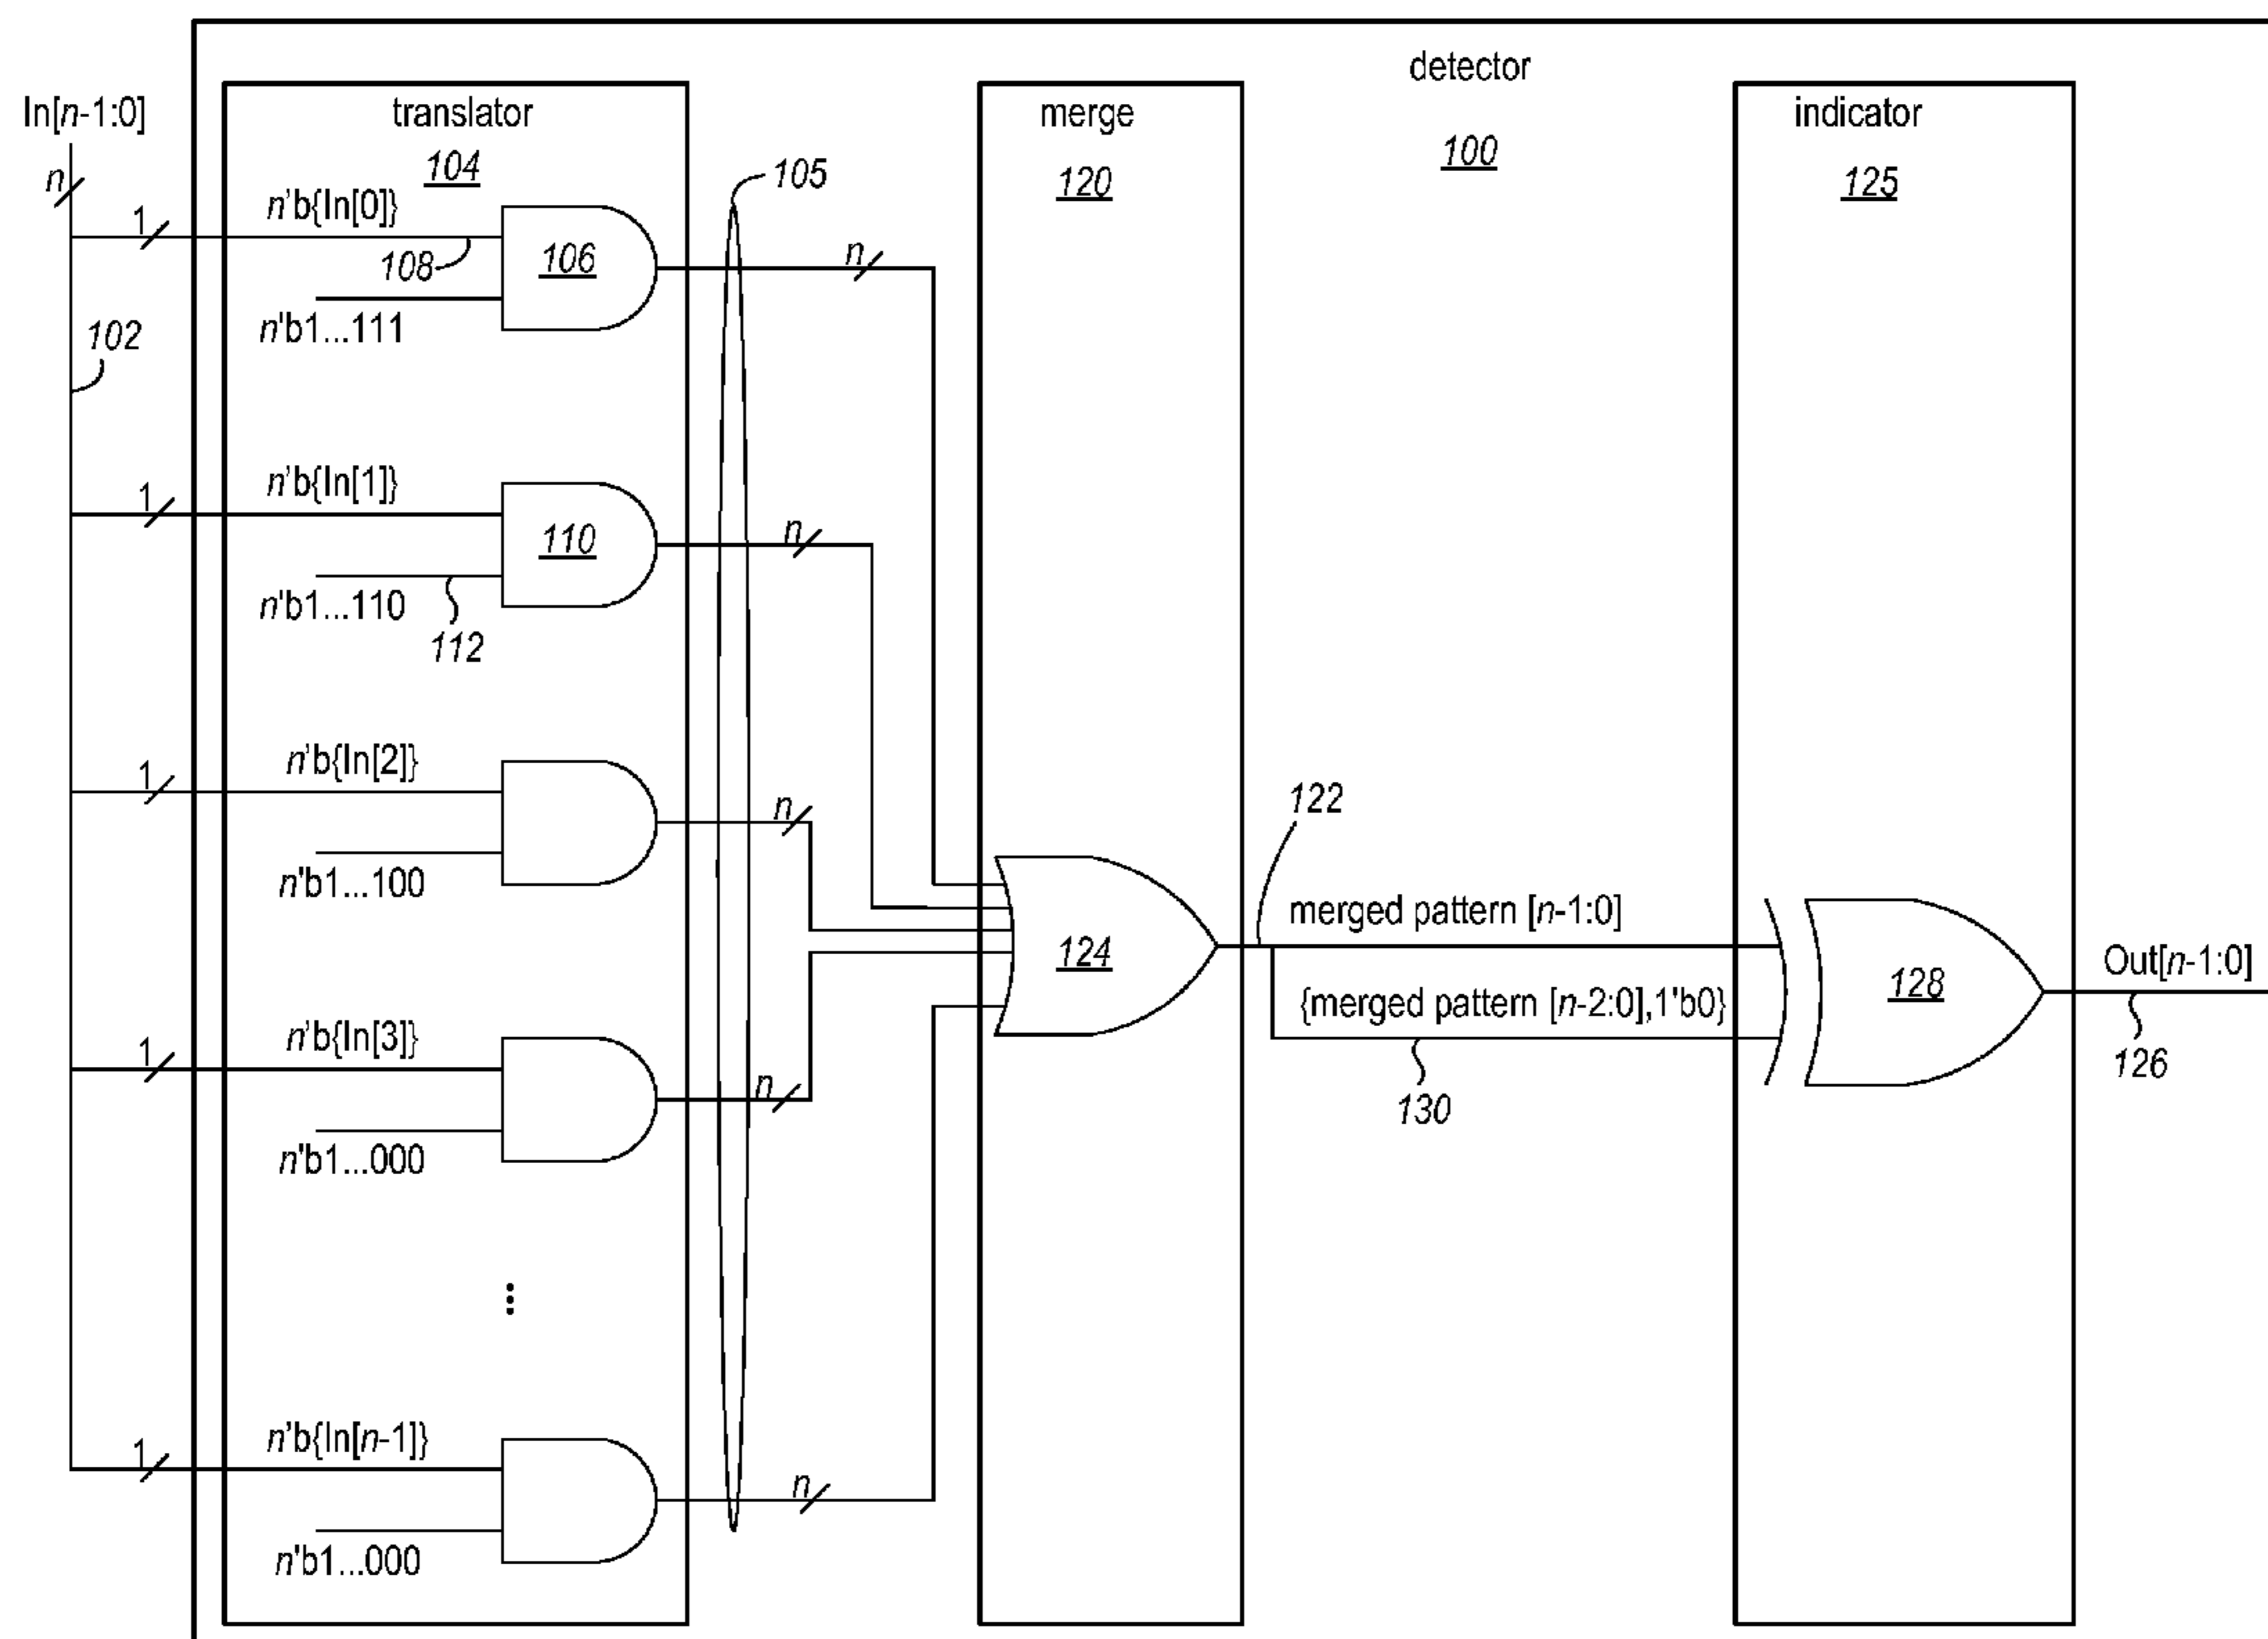 detector
100
In[n-1:0]
n
102
translator
104
1
n'b{In[0]}
108
106
n'b1...111
n
105
1
n'b{In[1]}
110
n'b1...110
112
n
1
n'b{In[2]}
n'b1...100
n
1
n'b{In[3]}
n'b1...000
n
...
1
n'b{In[n-1]}
n'b1...000
n
merge
120
124
122
merged pattern [n-1:0]
{merged pattern [n-2:0],1'b0}
130
indicator
125
128
Out[n-1:0]
126